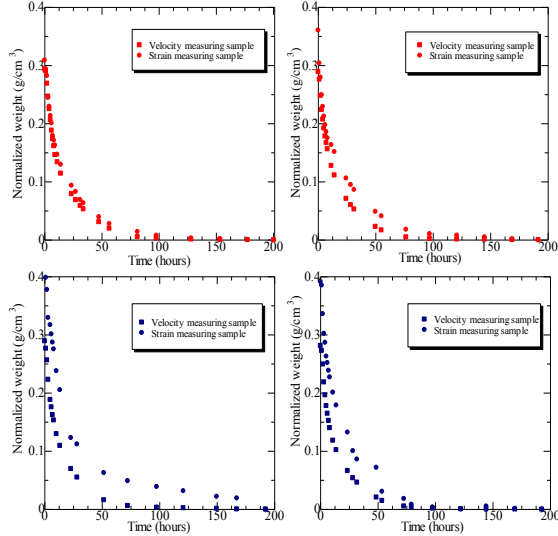 0.4
0.3
0.2
0.1
0
Normalized weight (g/cm³)
Velocity measuring sample
Strain measuring sample
0 50 100 150 200
Time (hours)
0.4
0.3
0.2
0.1
0
Normalized weight (g/cm³)
Velocity measuring sample
Strain measuring sample
0 50 100 150 200
Time (hours)
0.4
0.3
0.2
0.1
0
Normalized weight (g/cm³)
Velocity measuring sample
Strain measuring sample
0 50 100 150 200
Time (hours)
0.4
0.3
0.2
0.1
0
Normalized weight (g/cm³)
Velocity measuring sample
Strain measuring sample
0 50 100 150 200
Time (hours)